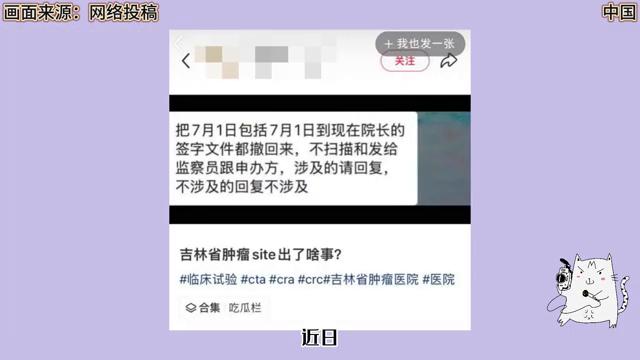 画面来源：网络投稿
中国
+ 我也发一张
关注
把7月1日包括7月1日到现在院长的
签字文件都撤回来，不扫描和发给
监察员跟申办方，涉及的请回复，
不涉及的回复不涉及
吉林省肿瘤site出了啥事?
#临床试验 #cta #cra #crc#吉林省肿瘤医院 #医院
合集 吃瓜栏
近日